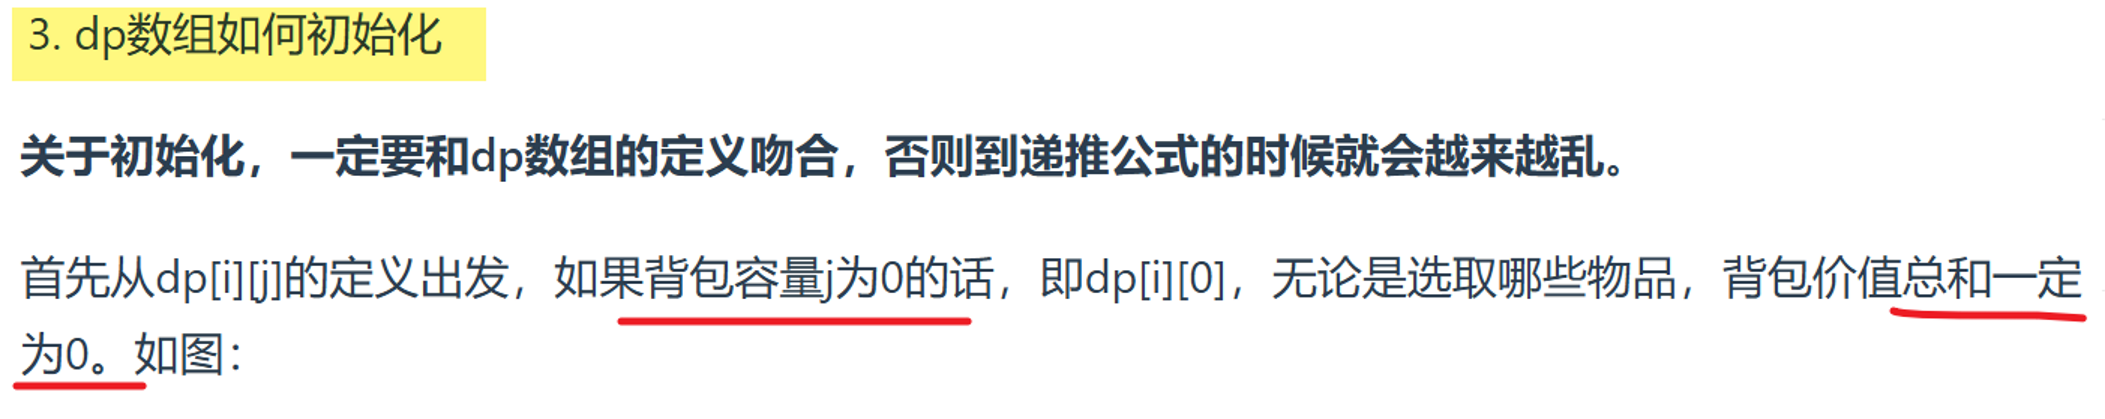 3. dp数组如何初始化
关于初始化，一定要和dp数组的定义吻合，否则到递推公式的时候就会越来越乱。
首先从dp[i][j]的定义出发，如果背包容量j为0的话，即dp[i][0]，无论是选取哪些物品，背包价值总和一定
为0。如图：